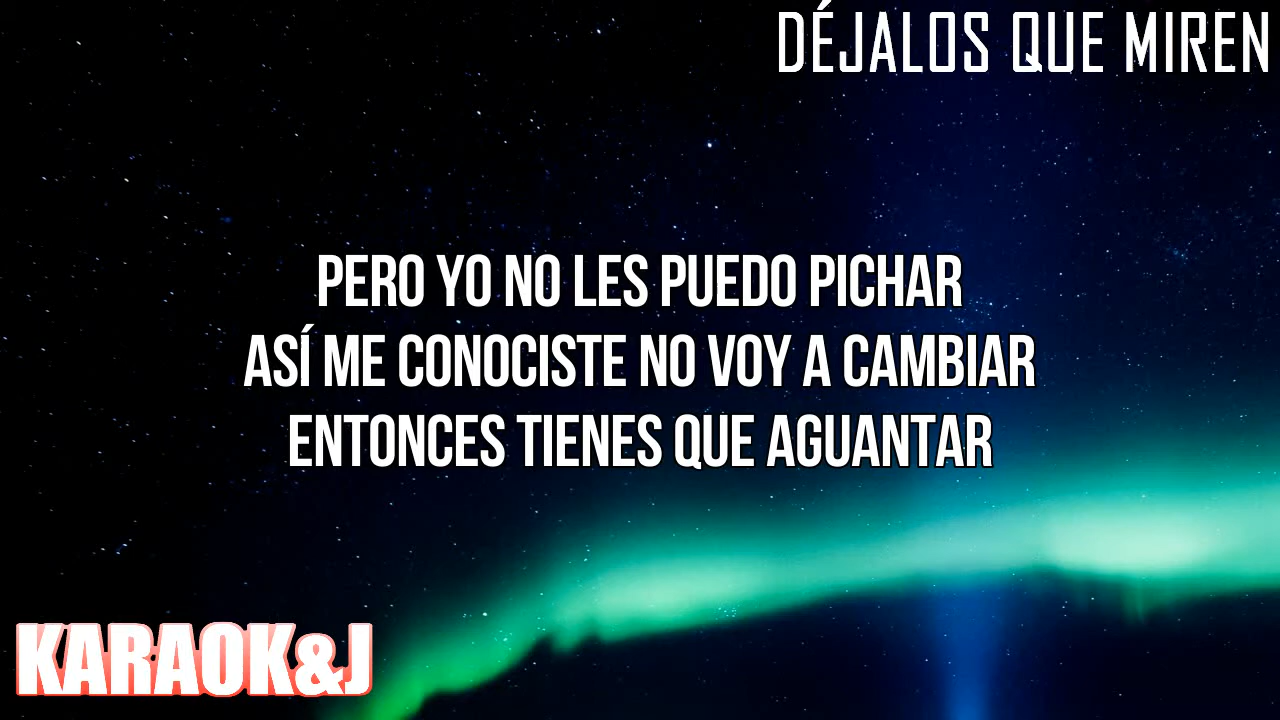 DÉJALOS QUE MIREN
PERO YO NO LES PUEDO PICHAR
ASÍ ME CONOCISTE NO VOY A CAMBIAR
ENTONCES TIENES QUE AGUANTAR
KARAOK&J